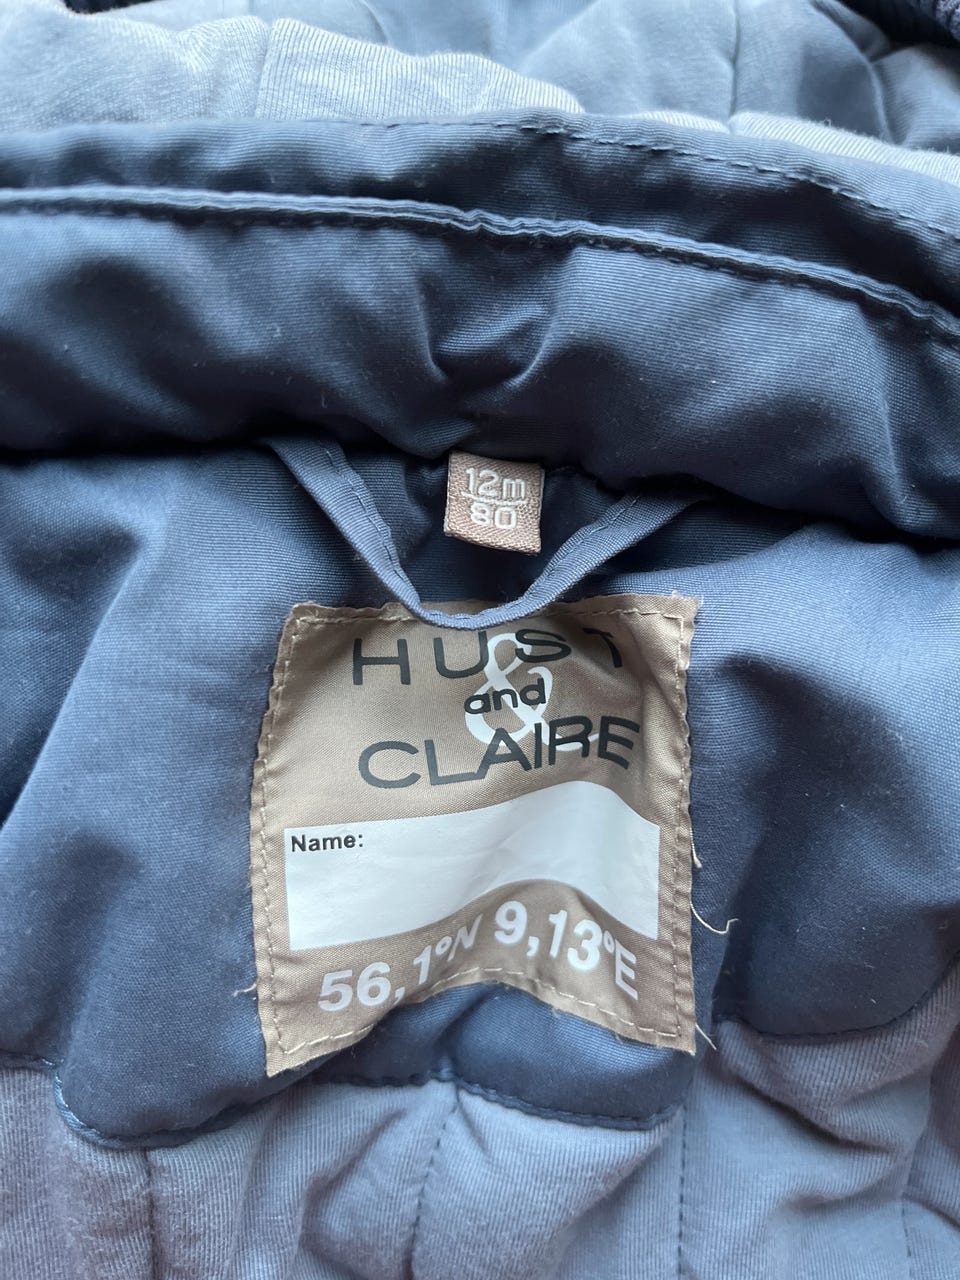 12m
80
HUST
&
and
CLAIRE
Name:
56,1°N 9,13°E